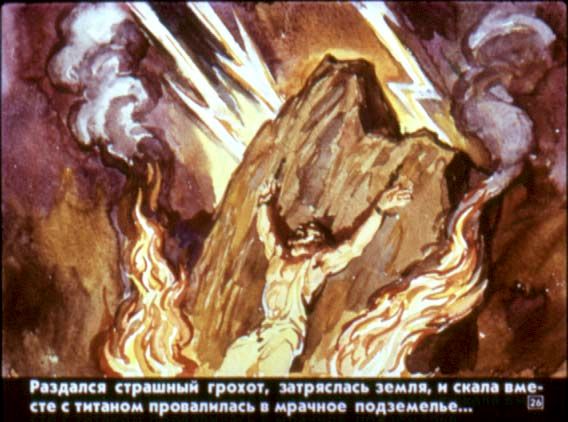 Раздался страшный грохот, затряслась земля, и скала вме-
сте с титаном провалилась в мрачное подземелье...
26